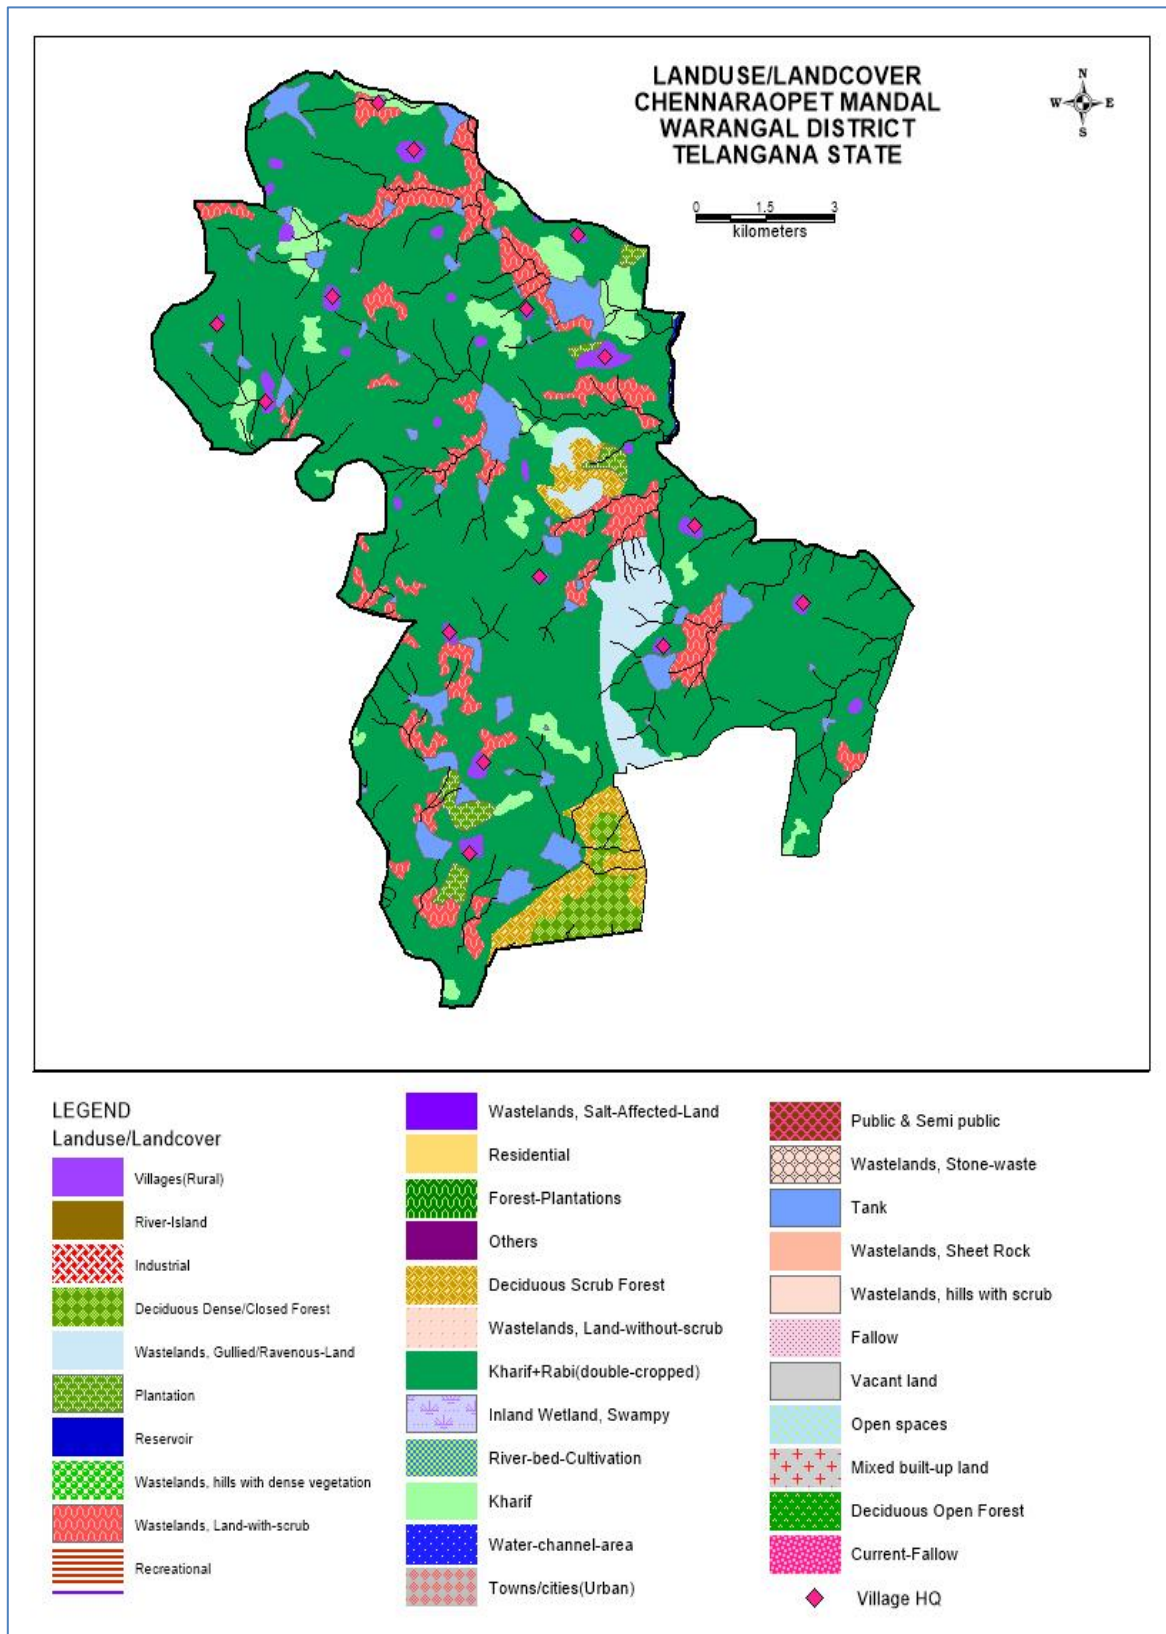 LANDUSE/LANDCOVER
CHENNARAOPET MANDAL
WARANGAL DISTRICT
TELANGANA STATE
N
W E
S
0 1.5 3
kilometers
LEGEND
Landuse/Landcover
Villages(Rural)
River-Island
Industrial
Deciduous Dense/Closed Forest
Wastelands, Gullied/Ravenous-Land
Plantation
Reservoir
Wastelands, hills with dense vegetation
Wastelands, Land-with-scrub
Recreational
Wastelands, Salt-Affected-Land
Residential
Forest-Plantations
Others
Deciduous Scrub Forest
Wastelands, Land-without-scrub
Kharif+Rabi(double-cropped)
Inland Wetland, Swampy
River-bed-Cultivation
Kharif
Water-channel-area
Towns/cities(Urban)
Public & Semi public
Wastelands, Stone-waste
Tank
Wastelands, Sheet Rock
Wastelands, hills with scrub
Fallow
Vacant land
Open spaces
Mixed built-up land
Deciduous Open Forest
Current-Fallow
Village HQ